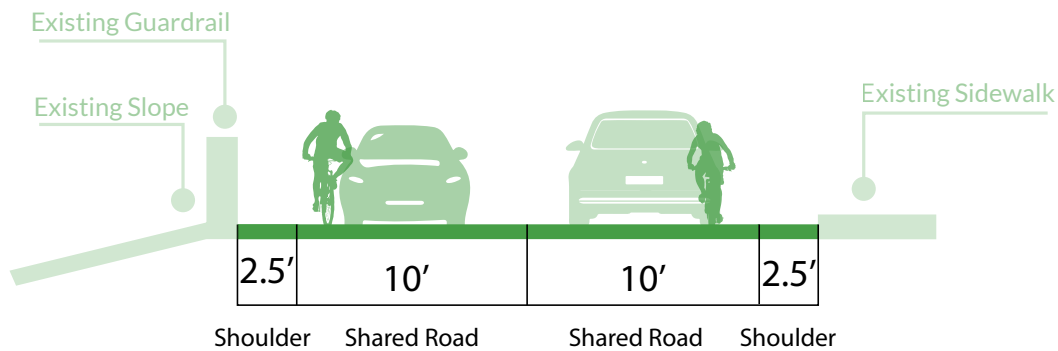 Existing Guardrail
Existing Slope
Existing Sidewalk
2.5’ 10’ 10’ 2.5’
Shoulder Shared Road Shared Road Shoulder